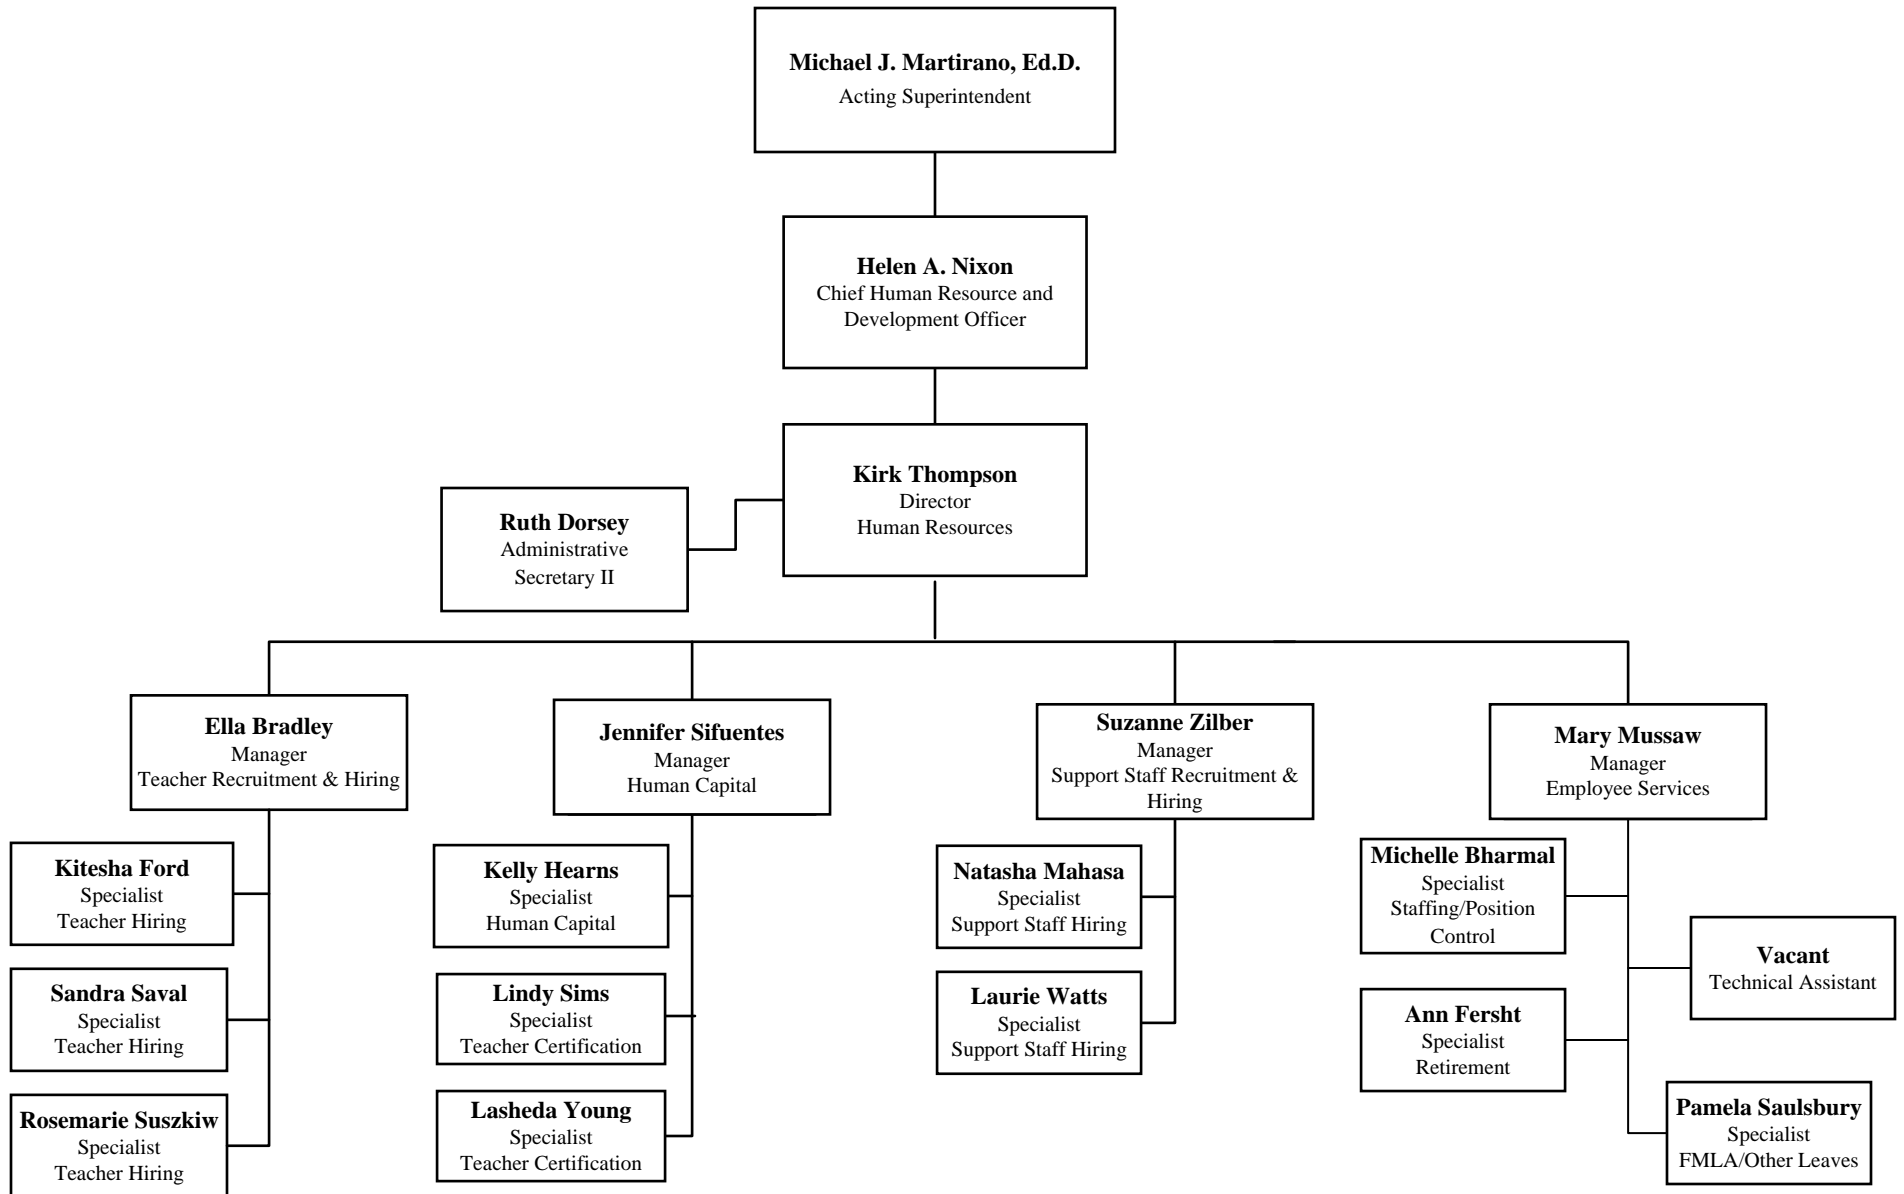 Michael J. Martirano, Ed.D.
Acting Superintendent
Helen A. Nixon
Chief Human Resource and
Development Officer
Kirk Thompson
Director
Human Resources
Ruth Dorsey
Administrative
Secretary II
Ella Bradley
Manager
Teacher Recruitment & Hiring
Kitesha Ford
Specialist
Teacher Hiring
Sandra Saval
Specialist
Teacher Hiring
Rosemarie Suszkiw
Specialist
Teacher Hiring
Jennifer Sifuentes
Manager
Human Capital
Kelly Hearns
Specialist
Human Capital
Lindy Sims
Specialist
Teacher Certification
Lasheda Young
Specialist
Teacher Certification
Suzanne Zilber
Manager
Support Staff Recruitment &
Hiring
Natasha Mahasa
Specialist
Support Staff Hiring
Laurie Watts
Specialist
Support Staff Hiring
Mary Mussaw
Manager
Employee Services
Michelle Bharmal
Specialist
Staffing/Position
Control
Vacant
Technical Assistant
Ann Fersht
Specialist
Retirement
Pamela Saulsbury
Specialist
FMLA/Other Leaves